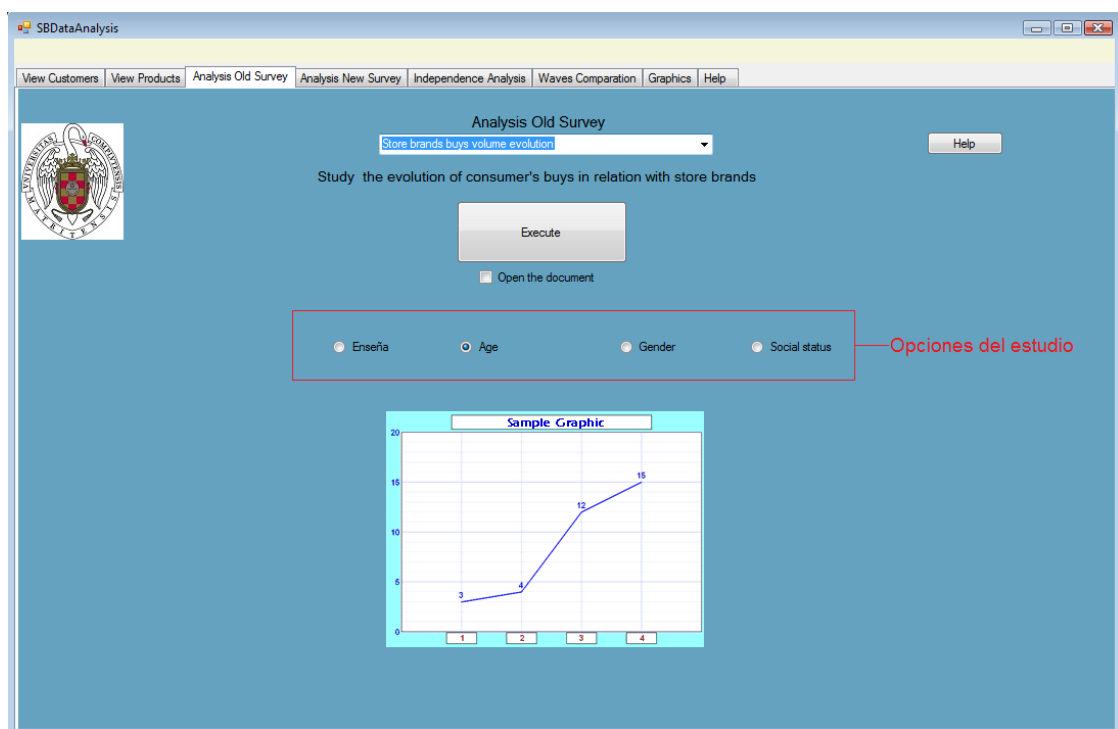 SBDataAnalysis
View Customers View Products Analysis Old Survey Analysis New Survey Independence Analysis Waves Comparation Graphics Help
Analysis Old Survey
Store brands buys volume evolution
Help
Study the evolution of consumer's buys in relation with store brands
Execute
Open the document
Enseña Age Gender Social status
Opciones del estudio
Sample Graphic
20
15
10
5
0
3
4
12
15
1 2 3 4
VNIVERSITAS COMPLVTENSIS
MATRITENSIS